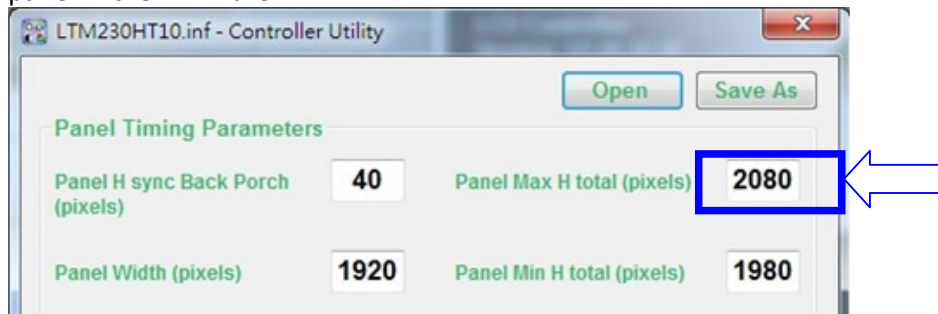 LTM230HT10.inf - Controller Utility
Open Save As
Panel Timing Parameters
Panel H sync Back Porch (pixels) 40 Panel Max H total (pixels) 2080
Panel Width (pixels) 1920 Panel Min H total (pixels) 1980